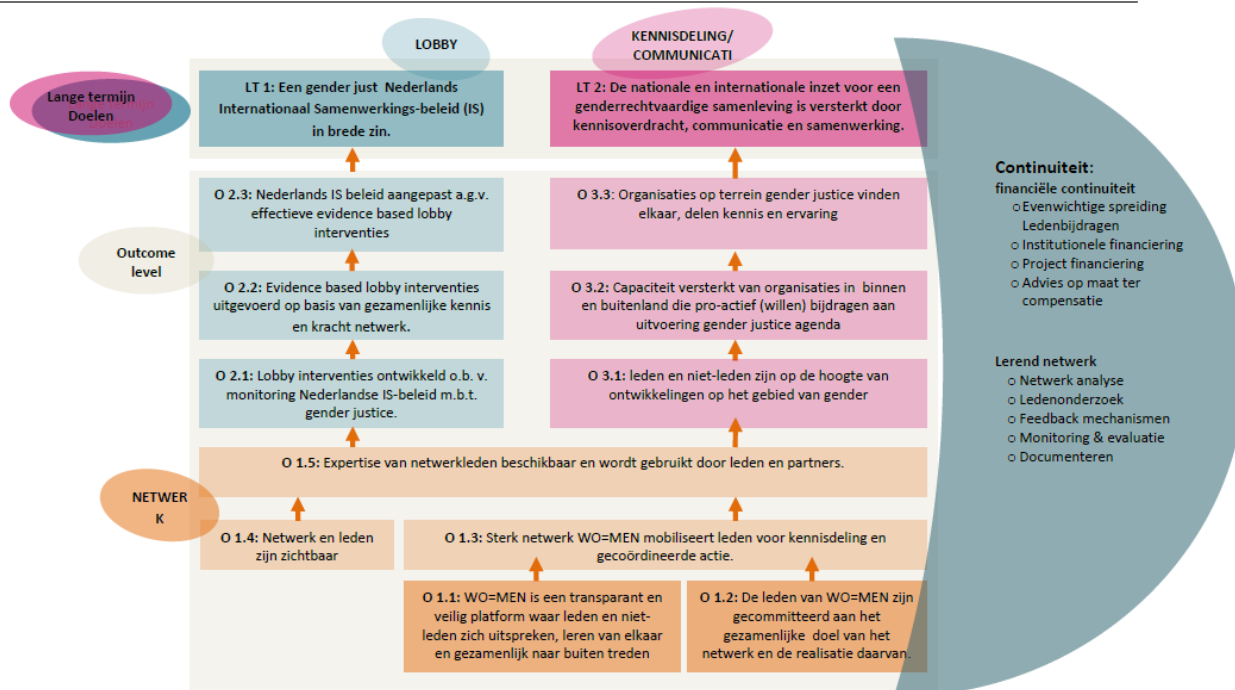 LOBBY
KENNISDELING/
COMMUNICATI
Lange termijn
Doelen
LT 1: Een gender just Nederlands
Internationaal Samenwerkings-beleid (IS)
in brede zin.
LT 2: De nationale en internationale inzet voor een
genderrechtvaardige samenleving is versterkt door
kennisoverdracht, communicatie en samenwerking.
O 2.3: Nederlands IS beleid aangepast a.g.v.
effectieve evidence based lobby
interventies
O 3.3: Organisaties op terrein gender justice vinden
elkaar, delen kennis en ervaring
Outcome
level
O 2.2: Evidence based lobby interventies
uitgevoerd op basis van gezamenlijke kennis
en kracht netwerk.
O 3.2: Capaciteit versterkt van organisaties in binnen
en buitenland die pro-actief (willen) bijdragen aan
uitvoering gender justice agenda
O 2.1: Lobby interventies ontwikkeld o.b. v.
monitoring Nederlandse IS-beleid m.b.t.
gender justice.
O 3.1: leden en niet-leden zijn op de hoogte van
ontwikkelingen op het gebied van gender
O 1.5: Expertise van netwerkleden beschikbaar en wordt gebruikt door leden en partners.
NETWER
K
O 1.4: Netwerk en leden
zijn zichtbaar
O 1.3: Sterk netwerk WO=MEN mobiliseert leden voor kennisdeling en
gecoördineerde actie.
O 1.1: WO=MEN is een transparant en
veilig platform waar leden en niet-
leden zich uitspreken, leren van elkaar
en gezamenlijk naar buiten treden
O 1.2: De leden van WO=MEN zijn
gecommitteerd aan het
gezamenlijke doel van het
netwerk en de realisatie daarvan.
Continuiteit:
financiële continuiteit
o Evenwichtige spreiding
Ledenbijdragen
o Institutionele financiering
o Project financiering
o Advies op maat ter
compensatie
Lerend netwerk
o Netwerk analyse
o Ledenonderzoek
o Feedback mechanismen
o Monitoring & evaluatie
o Documenteren